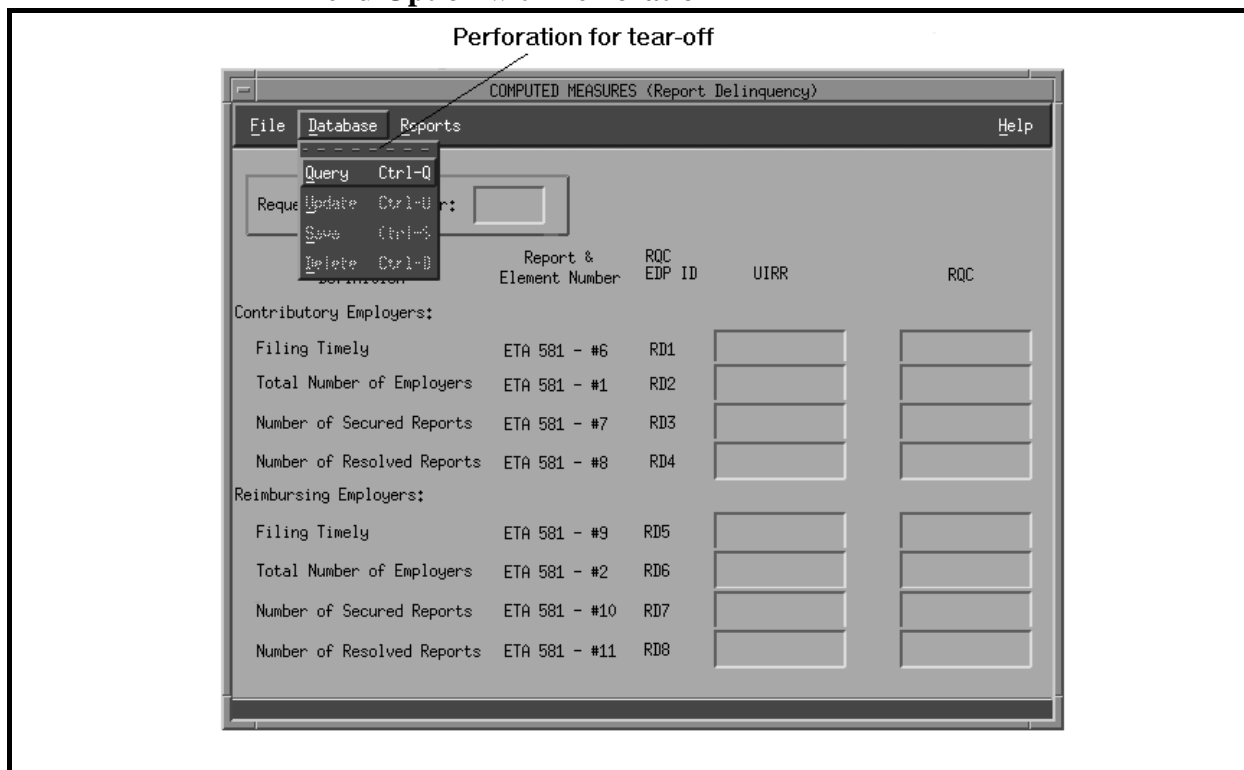 Perforation for tear-off
COMPUTED MEASURES (Report Delinquency)
File Database Reports Help
Query Ctrl-Q
Update Ctrl-U
Save Ctrl-S
Delete Ctrl-D
Report & Element Number
RQC EDP ID
UIRR
RQC
Contributory Employers:
Filing Timely ETA 581 - #6 RD1
Total Number of Employers ETA 581 - #1 RD2
Number of Secured Reports ETA 581 - #7 RD3
Number of Resolved Reports ETA 581 - #8 RD4
Reimbursing Employers:
Filing Timely ETA 581 - #9 RD5
Total Number of Employers ETA 581 - #2 RD6
Number of Secured Reports ETA 581 - #10 RD7
Number of Resolved Reports ETA 581 - #11 RD8